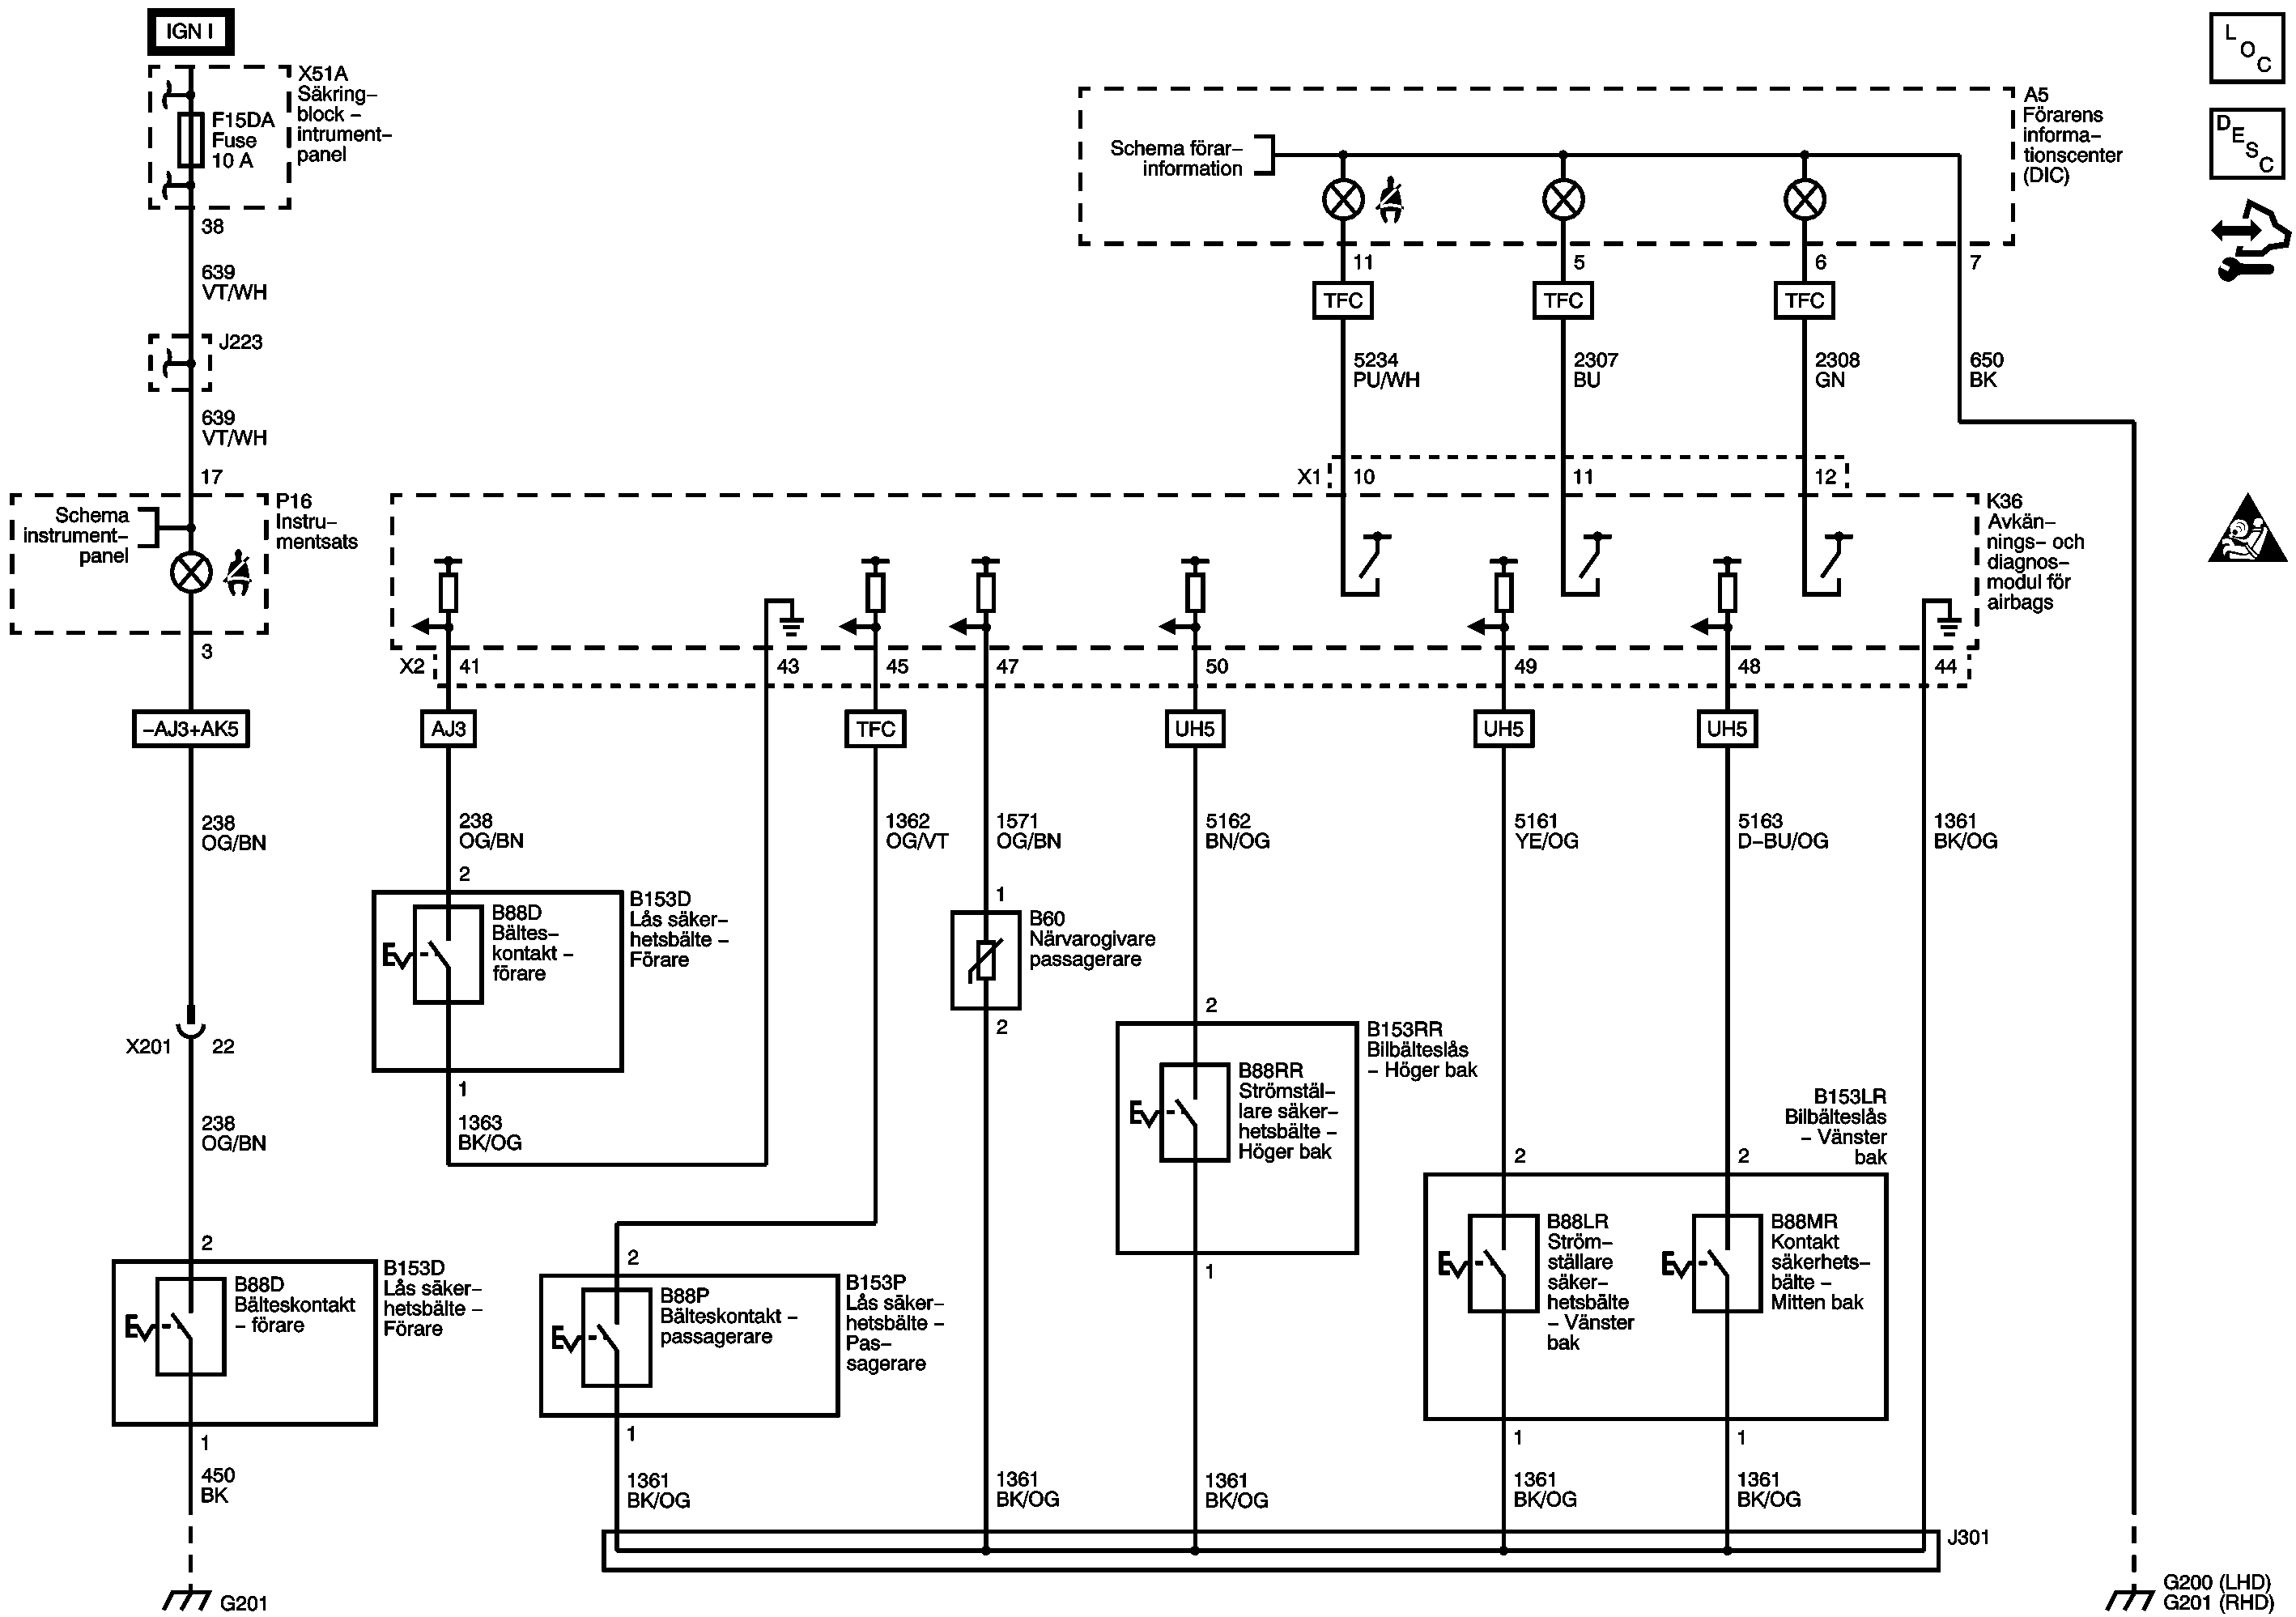 IGN I
X51A
Säkring–
block –
intrument–
panel
F15DA
Fuse
10 A
38
639
VT/WH
J223
639
VT/WH
17
P16
Instru–
mentsats
Schema
instrument–
panel
3
–AJ3+AK5
238
OG/BN
X201
22
238
OG/BN
2
B88D
Bälteskontakt
– förare
B153D
Lås säker–
hetsbälte –
Förare
1
450
BK
G201
A5
Förarens
informa–
tionscenter
(DIC)
Schema förar–
information
11
5
6
7
TFC
TFC
TFC
5234
PU/WH
2307
BU
2308
GN
650
BK
X1
10
11
12
K36
Avkän–
nings– och
diagnos–
modul för
airbags
X2
41
43
45
47
50
49
48
44
AJ3
TFC
UH5
UH5
UH5
238
OG/BN
1362
OG/VT
1571
OG/BN
5162
BN/OG
5161
YE/OG
5163
D–BU/OG
1361
BK/OG
2
B88D
Bältes–
kontakt –
förare
B153D
Lås säker–
hetsbälte –
Förare
1
1363
BK/OG
1
B60
Närvarogivare
passagerare
2
2
B153RR
Bilbälteslås
– Höger bak
B88RR
Strömstäl–
lare säker–
hetsbälte –
Höger bak
1
B153LR
Bilbälteslås
– Vänster
bak
2
2
B88LR
Ström–
ställare
säker–
hetsbälte
– Vänster
bak
B88MR
Kontakt
säkerhets–
bälte –
Mitten bak
1
1
2
B88P
Bälteskontakt –
passagerare
B153P
Lås säker–
hetsbälte –
Pas–
sagerare
1
1361
BK/OG
1361
BK/OG
1361
BK/OG
1361
BK/OG
1361
BK/OG
J301
G200 (LHD)
G201 (RHD)
LOC
DESC